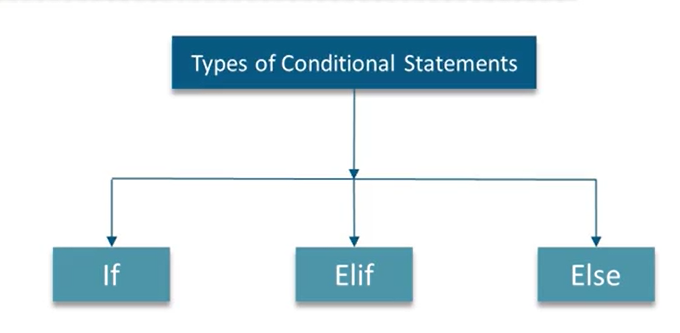 Types of Conditional Statements
If
Elif
Else